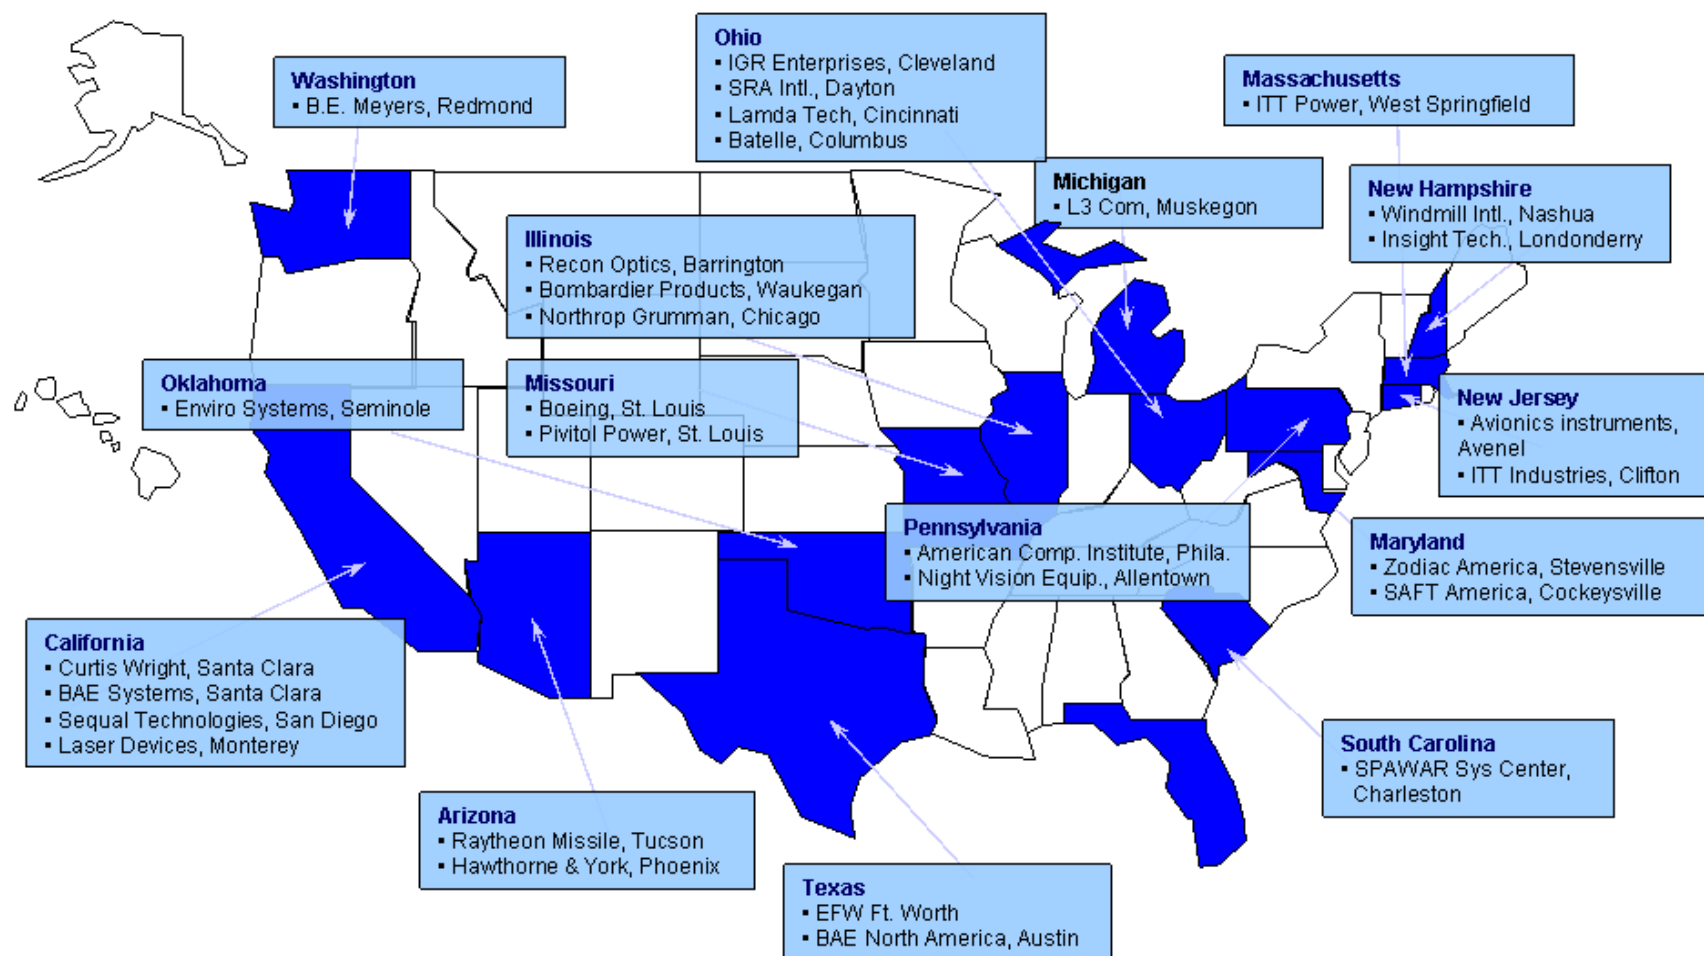 Ohio
▪ IGR Enterprises, Cleveland
▪ SRA Intl., Dayton
▪ Lamda Tech, Cincinnati
▪ Batelle, Columbus
Washington
▪ B.E. Meyers, Redmond
Massachusetts
▪ ITT Power, West Springfield
Michigan
▪ L3 Com, Muskegon
New Hampshire
▪ Windmill Intl., Nashua
▪ Insight Tech., Londonderry
Illinois
▪ Recon Optics, Barrington
▪ Bombardier Products, Waukegan
▪ Northrop Grumman, Chicago
Oklahoma
▪ Enviro Systems, Seminole
Missouri
▪ Boeing, St. Louis
▪ Pivitol Power, St. Louis
New Jersey
▪ Avionics instruments,
Avenel
▪ ITT Industries, Clifton
Pennsylvania
▪ American Comp. Institute, Phila.
▪ Night Vision Equip., Allentown
Maryland
▪ Zodiac America, Stevensville
▪ SAFT America, Cockeysville
California
▪ Curtis Wright, Santa Clara
▪ BAE Systems, Santa Clara
▪ Sequal Technologies, San Diego
▪ Laser Devices, Monterey
South Carolina
▪ SPAWAR Sys Center,
Charleston
Arizona
▪ Raytheon Missile, Tucson
▪ Hawthorne & York, Phoenix
Texas
▪ EFW Ft. Worth
▪ BAE North America, Austin